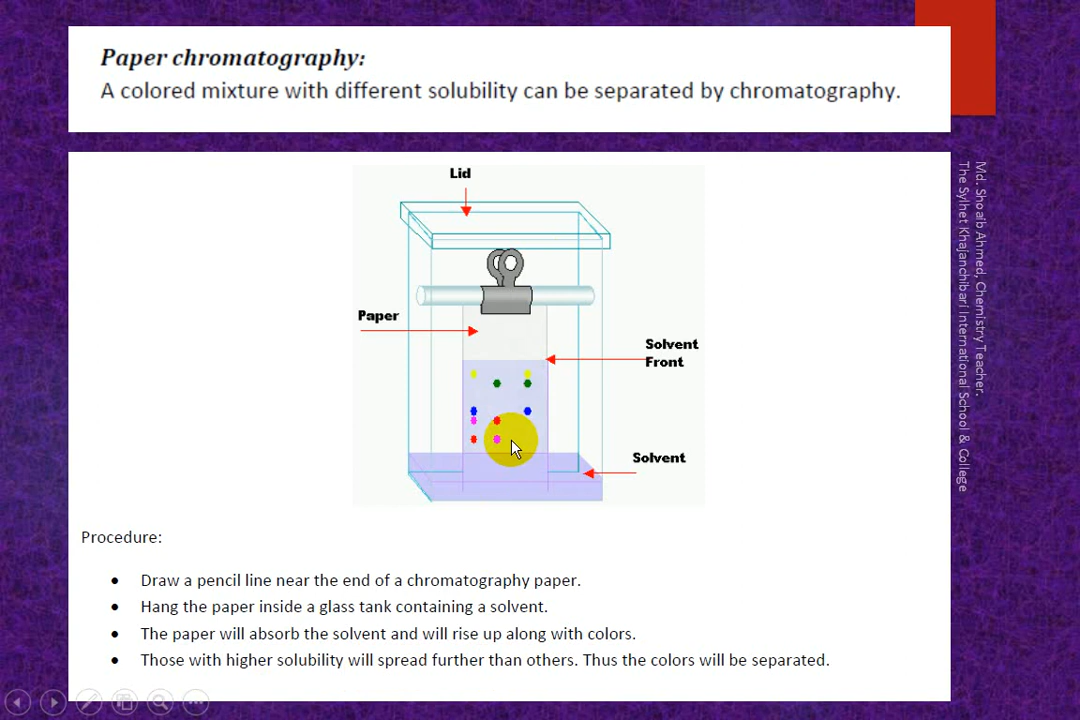 Paper chromatography:
A colored mixture with different solubility can be separated by chromatography.
Lid
Paper
Solvent
Front
Solvent
Procedure:
• Draw a pencil line near the end of a chromatography paper.
• Hang the paper inside a glass tank containing a solvent.
• The paper will absorb the solvent and will rise up along with colors.
• Those with higher solubility will spread further than others. Thus the colors will be separated.
Md. Shoaib Ahmed, Chemistry Teacher.
The Sylhet Khajanchibari International School & College